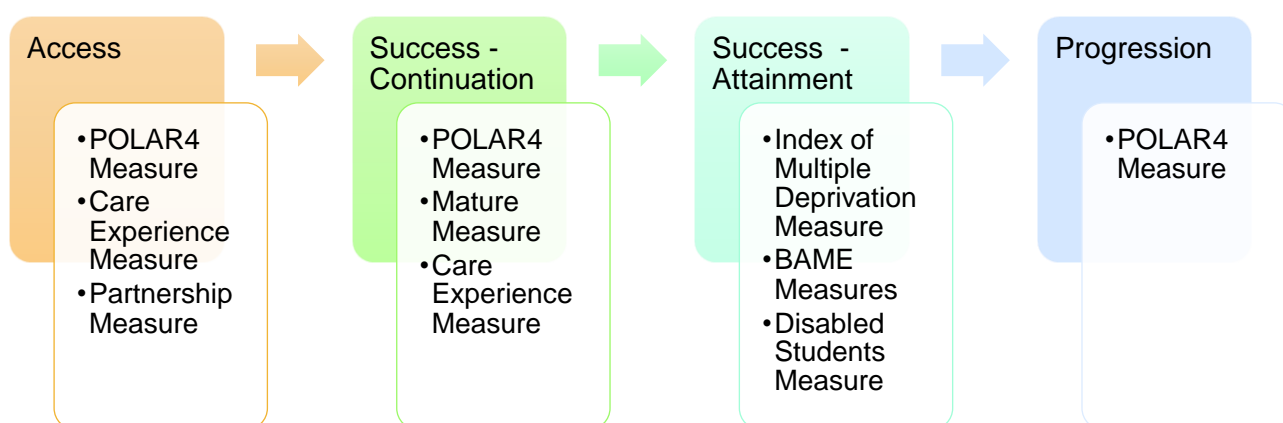 Access
•POLAR4
Measure
•Care
Experience
Measure
•Partnership
Measure
Success -
Continuation
•POLAR4
Measure
•Mature
Measure
•Care
Experience
Measure
Success -
Attainment
•Index of
Multiple
Deprivation
Measure
•BAME
Measures
•Disabled
Students
Measure
Progression
•POLAR4
Measure